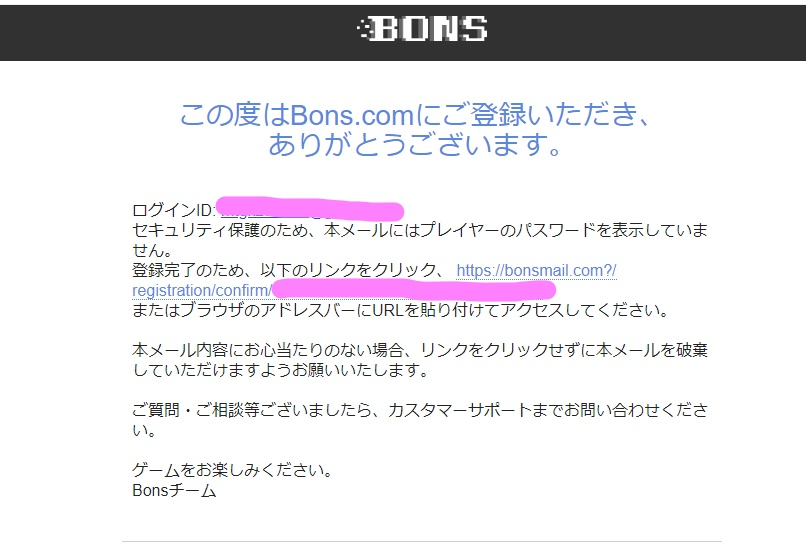 BONS
この度はBons.comにご登録いただき、
ありがとうございます。
ログインID:
セキュリティ保護のため、本メールにはプレイヤーのパスワードを表示していま
せん。
登録完了のため、以下のリンクをクリック、 https://bonsmail.com?/
registration/confirm/
またはブラウザのアドレスバーにURLを貼り付けてアクセスしてください。
本メール内容にお心当たりのない場合、リンクをクリックせずに本メールを破棄
していただけますようお願いいたします。
ご質問・ご相談等ございましたら、カスタマーサポートまでお問い合わせくださ
い。
ゲームをお楽しみください。
Bonsチーム